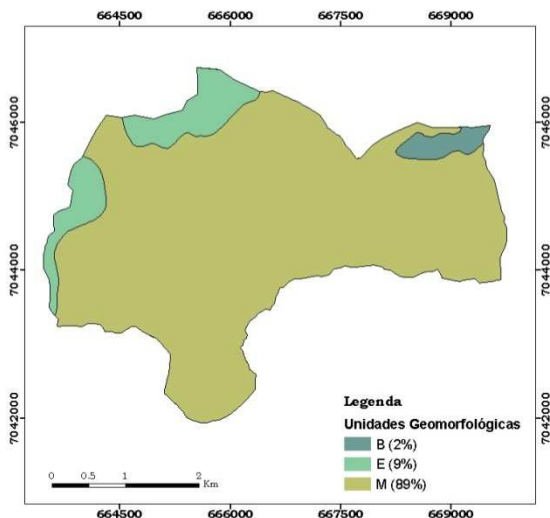 664500 666000 667500 669000
7046000 7046000
7044000 7044000
7042000 7042000
Legenda
Unidades Geomorfológicas
B (2%)
E (9%)
M (89%)
0 0.5 1 2
Km
664500 666000 667500 669000